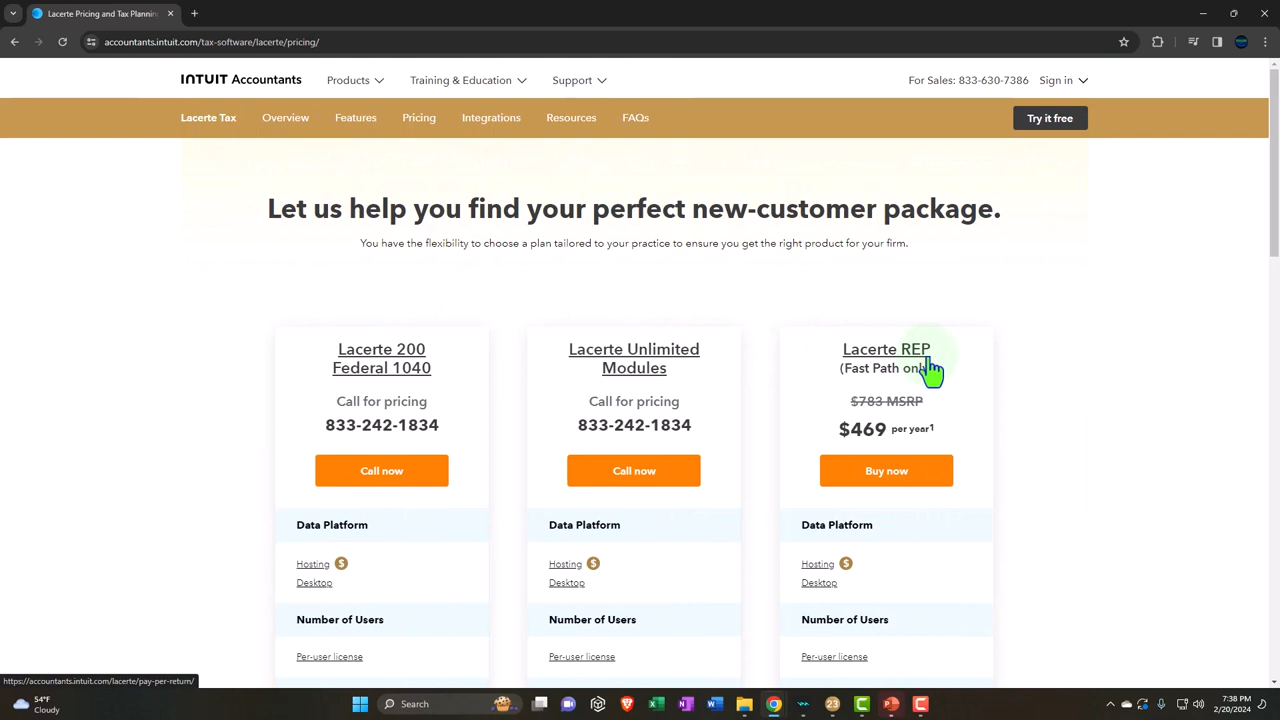 Lacerte Pricing and Tax Planning
accountants.intuit.com/tax-software/lacerte/pricing/
INTUIT Accountants
Products
Training & Education
Support
For Sales: 833-630-7386
Sign in
Lacerte Tax
Overview
Features
Pricing
Integrations
Resources
FAQs
Try it free
Let us help you find your perfect new-customer package.
You have the flexibility to choose a plan tailored to your practice to ensure you get the right product for your firm.
Lacerte 200
Federal 1040
Call for pricing
833-242-1834
Call now
Data Platform
Hosting $
Desktop
Number of Users
Per-user license
Lacerte Unlimited
Modules
Call for pricing
833-242-1834
Call now
Data Platform
Hosting $
Desktop
Number of Users
Per-user license
Lacerte REP
(Fast Path only)
$783 MSRP
$469 per year¹
Buy now
Data Platform
Hosting $
Desktop
Number of Users
Per-user license
https://accountants.intuit.com/lacerte/pay-per-return/
54°F
Cloudy
Search
23
7:38 PM
2/20/2024